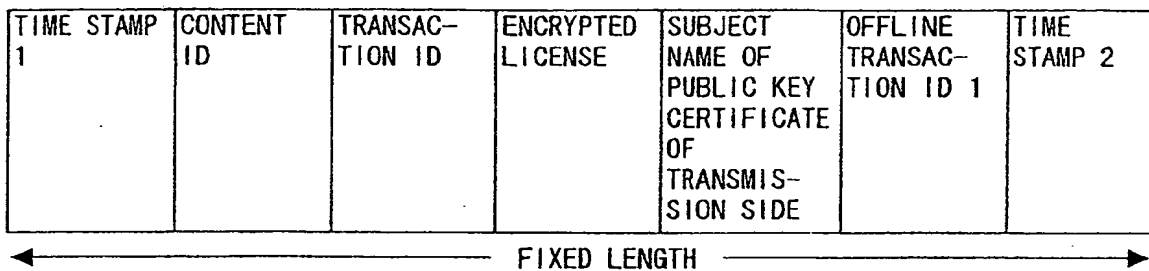 TIME STAMP
1
CONTENT
ID
TRANSAC-
TION ID
ENCRYPTED
LICENSE
SUBJECT
NAME OF
PUBLIC KEY
CERTIFICATE
OF
TRANSMIS-
SION SIDE
OFFLINE
TRANSAC-
TION ID 1
TIME
STAMP 2
FIXED LENGTH